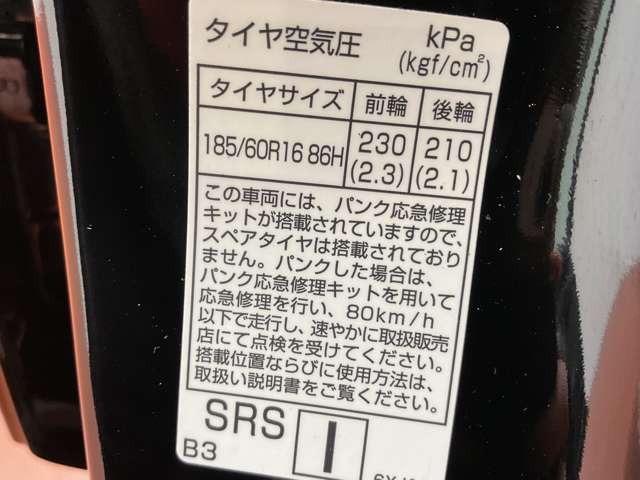 タイヤ空気圧 kPa
(kgf/cm²)
タイヤサイズ 前輪 後輪
185/60R16 86H 230 210
(2.3) (2.1)
この車両には、パンク応急修理
キットが搭載されていますので、
スペアタイヤは搭載されており
ません。パンクした場合は、
パンク応急修理キットを用いて
応急修理を行い、80km/h
以下で走行し、速やかに取扱販売
店にて点検を受けてください。
搭載位置ならびに使用方法は、
取扱い説明書をご覧ください。
SRS I
B3